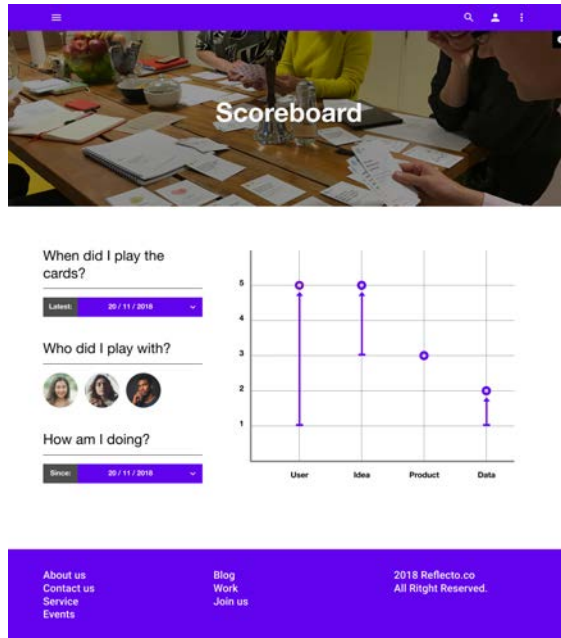 Scoreboard
When did I play the
cards?
Latest:
20 / 11 / 2018
Who did I play with?
How am I doing?
Since:
20 / 11 / 2018
5
4
3
2
1
User
Idea
Product
Data
About us
Contact us
Service
Events
Blog
Work
Join us
2018 Reflecto.co
All Ritght Reserved.